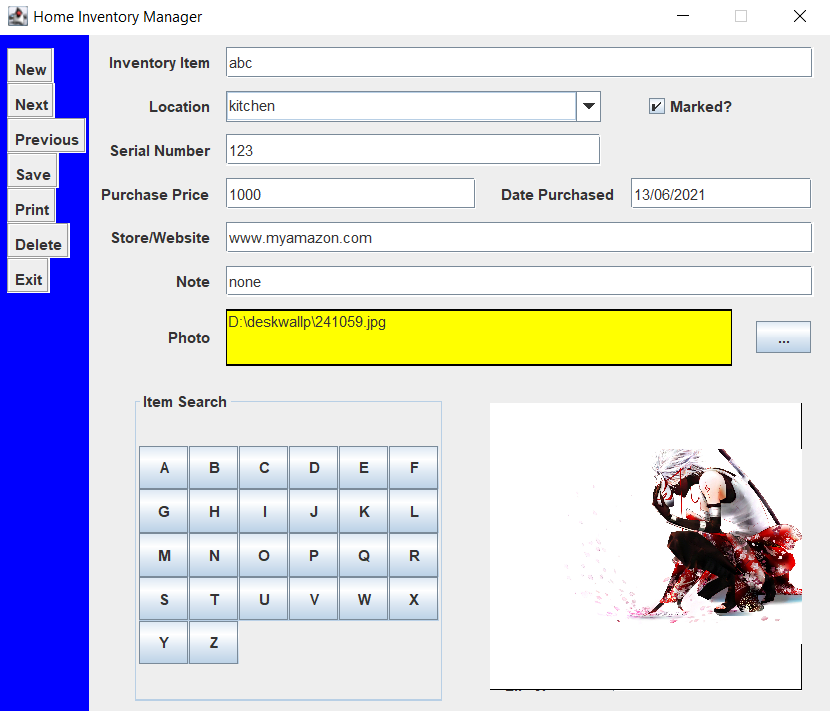 Home Inventory Manager
New
Next
Previous
Save
Print
Delete
Exit
Inventory Item abc
Location kitchen Marked?
Serial Number 123
Purchase Price 1000 Date Purchased 13/06/2021
Store/Website www.myamazon.com
Note none
Photo D:\deskwallp\241059.jpg ...
Item Search
A B C D E F
G H I J K L
M N O P Q R
S T U V W X
Y Z